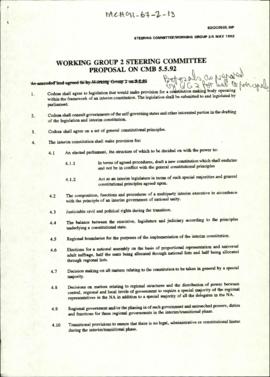 MCH91-67-2-13
STEERING COMMITTEE/WORKING GROUP 2/6 MAY 1992
WORKING GROUP 2 STEERING COMMITTEE
PROPOSAL ON CMB 5.5.92
As amended and agreed to by Working Group 2 on
1. Codesa shall agree to legislation that would make provision for a constitution making body operating
within the framework of an interim constitution. The legislation shall be submitted to and legislated by
parliament.
2. Codesa shall consult governments of the self governing states and other interested parties in the drafting
of the legislation and interim constitution.
3. Codesa shall agree on a set of general constitutional principles.
4. The interim constitution shall make provision for:
4.1 An elected parliament, the structure of which to be decided on with the power to:
4.1.1 In terms of agreed procedures, draft a new constitution which shall enshrine
and not be in conflict with the general constitutional principles
4.1.2 Act as an interim legislature in terms of such special majorities and general
constitutional principles agreed upon.
4.2 The composition, functions and procedures of a multiparty interim executive in accordance
with the principle of an interim government of national unity.
4.3 Justiciable civil and political rights during the transition.
4.4 The balance between the executive, legislature and judiciary according to the principles
underlying a constitutional state.
4.5 Regional boundaries for the purposes of the implementation of the interim constitution.
4.6 Elections for a national assembly on the basis of proportional representation and universal
adult suffrage, half the seats being allocated through national lists and half being allocated
through regional lists.
4.7 Decision making on all matters relating to the constitution to be taken in general by a special
majority.
4.8 Decisions on matters relating to regional structures and the distribution of power between
central, regional and local levels of government to require a special majority of the regional
representatives in the NA in addition to a special majority of all the delegates in the NA.
4.9 Regional government and/or the phasing in of such government and entrenched powers, duties
and functions for these regional governments in the interim/transitional phase.
4.10 Transitional provisions to ensure that there is no legal, administrative or constitutional hiatus
during the interim/transitional phase.